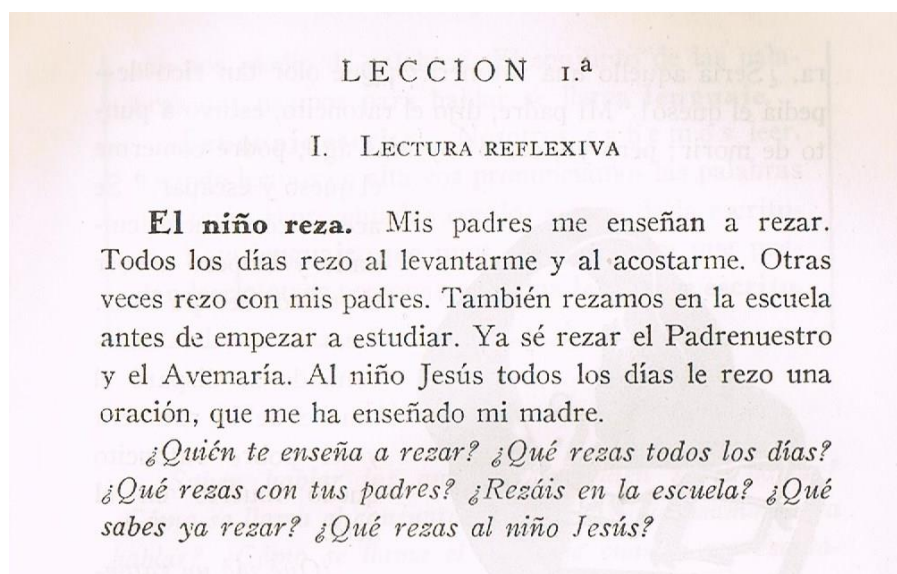 LECCION 1.ª
I. LECTURA REFLEXIVA
El niño reza. Mis padres me enseñan a rezar.
Todos los días rezo al levantarme y al acostarme. Otras
veces rezo con mis padres. También rezamos en la escuela
antes de empezar a estudiar. Ya sé rezar el Padrenuestro
y el Avemaría. Al niño Jesús todos los días le rezo una
oración, que me ha enseñado mi madre.
¿Quién te enseña a rezar? ¿Qué rezas todos los días?
¿Qué rezas con tus padres? ¿Rezáis en la escuela? ¿Qué
sabes ya rezar? ¿Qué rezas al niño Jesús?